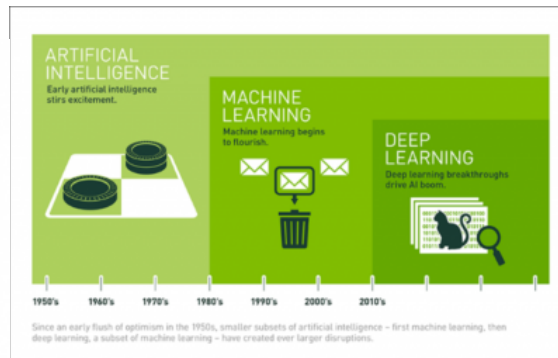 ARTIFICIAL
INTELLIGENCE
Early artificial intelligence
stirs excitement.
MACHINE
LEARNING
Machine learning begins
to flourish.
DEEP
LEARNING
Deep learning breakthroughs
drive AI boom.
1950's 1960's 1970's 1980's 1990's 2000's 2010's
Since an early flush of optimism in the 1950s, smaller subsets of artificial intelligence – first machine learning, then
deep learning, a subset of machine learning – have created ever larger disruptions.